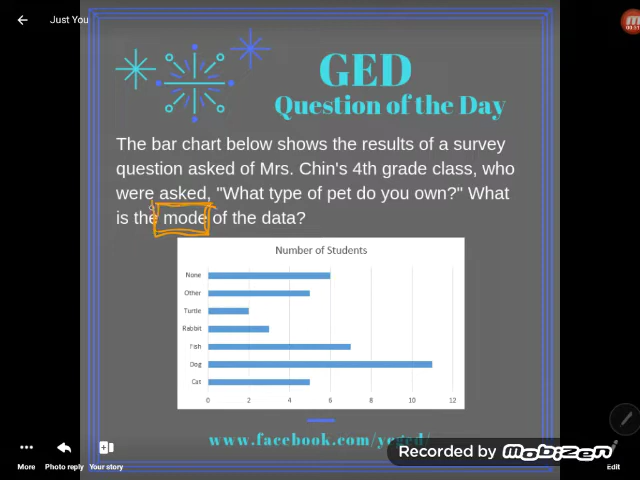 Just You
GED
Question of the Day
The bar chart below shows the results of a survey
question asked of Mrs. Chin's 4th grade class, who
were asked, "What type of pet do you own?" What
is the mode of the data?
Number of Students
None
Other
Turtle
Rabbit
Fish
Dog
Cat
0 2 4 6 8 10 12
Recorded by Mobizen
More Photo reply Your story Edit